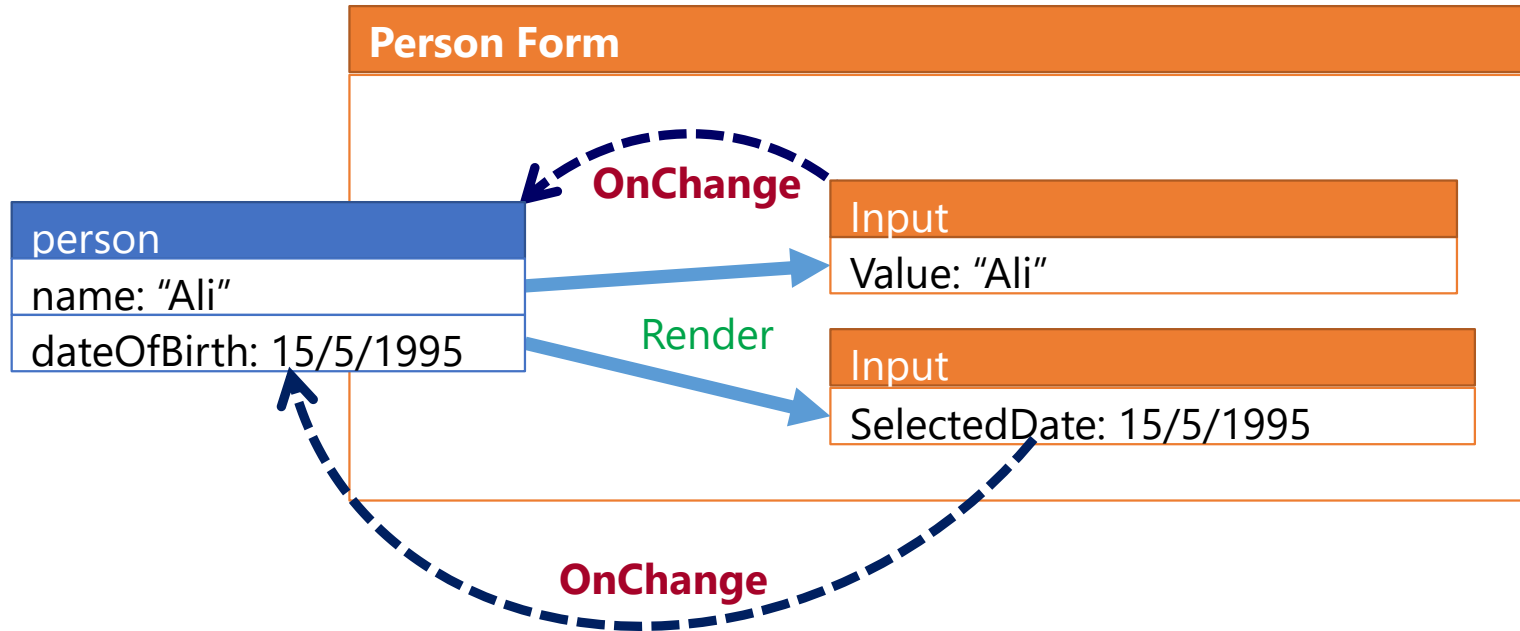 Person Form
OnChange
person
name: “Ali”
dateOfBirth: 15/5/1995
Input
Value: “Ali”
Render
Input
SelectedDate: 15/5/1995
OnChange